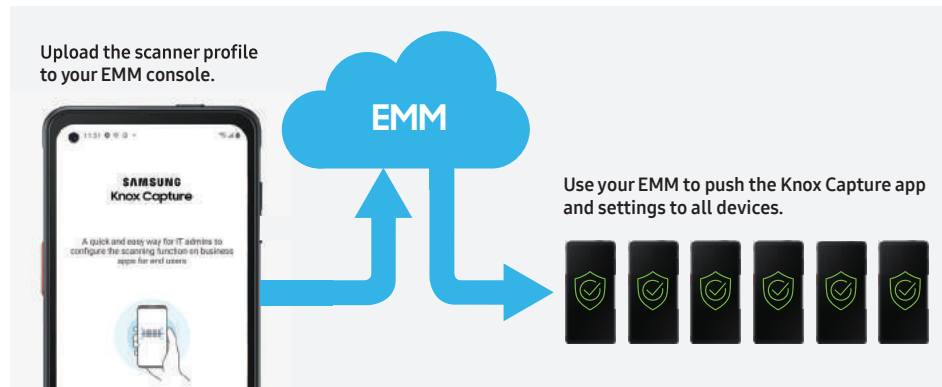 Upload the scanner profile
to your EMM console.
11:51
SAMSUNG
Knox Capture
A quick and easy way for IT admins to
configure the scanning function on business
apps for end users
EMM
Use your EMM to push the Knox Capture app
and settings to all devices.